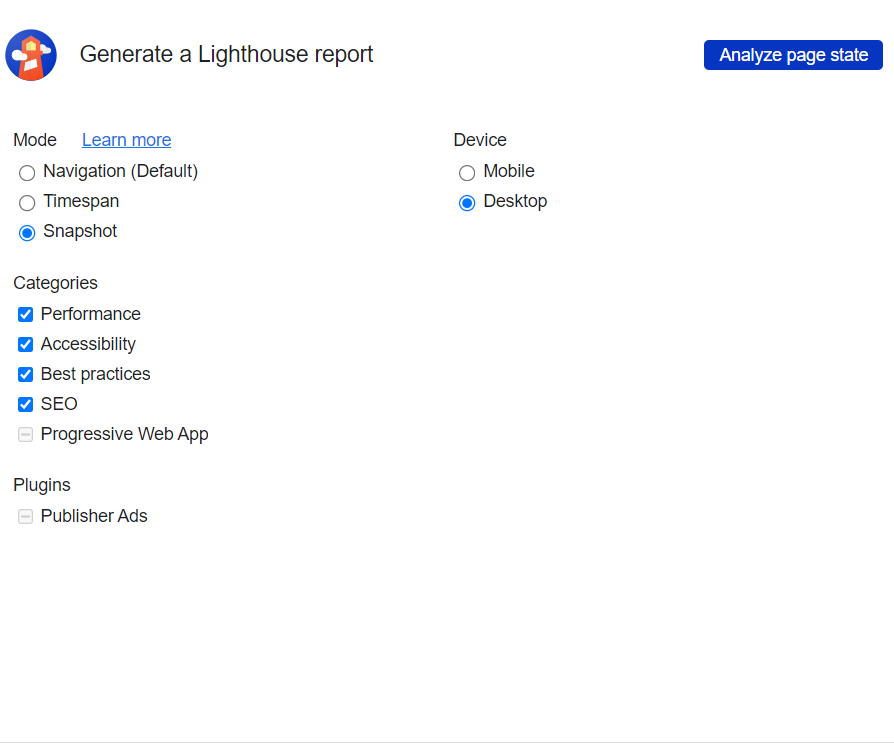 Generate a Lighthouse report
Analyze page state
Mode Learn more
Navigation (Default)
Timespan
Snapshot
Device
Mobile
Desktop
Categories
Performance
Accessibility
Best practices
SEO
Progressive Web App
Plugins
Publisher Ads